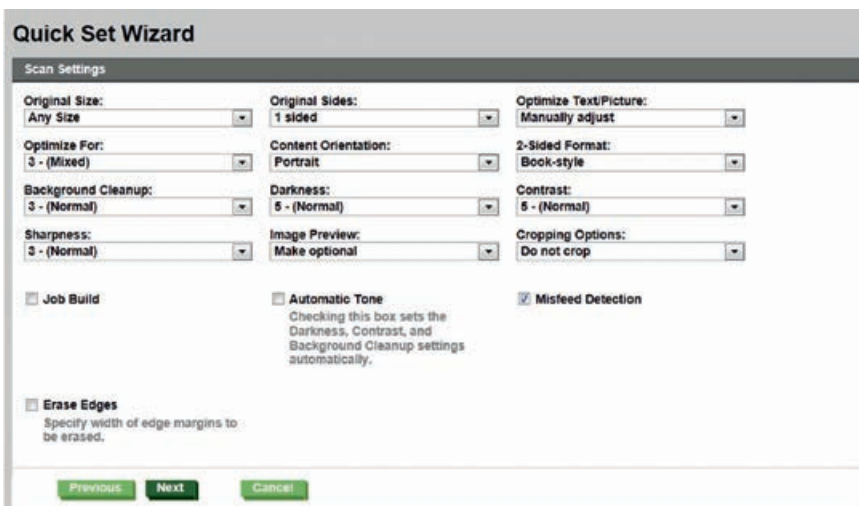 Quick Set Wizard
Scan Settings
Original Size:
Any Size
Original Sides:
1 sided
Optimize Text/Picture:
Manually adjust
Optimize For:
3 - (Mixed)
Content Orientation:
Portrait
2-Sided Format:
Book-style
Background Cleanup:
3 - (Normal)
Darkness:
5 - (Normal)
Contrast:
5 - (Normal)
Sharpness:
3 - (Normal)
Image Preview:
Make optional
Cropping Options:
Do not crop
Job Build
Automatic Tone
Checking this box sets the
Darkness, Contrast, and
Background Cleanup settings
automatically.
Misfeed Detection
Erase Edges
Specify width of edge margins to
be erased.
Previous
Next
Cancel